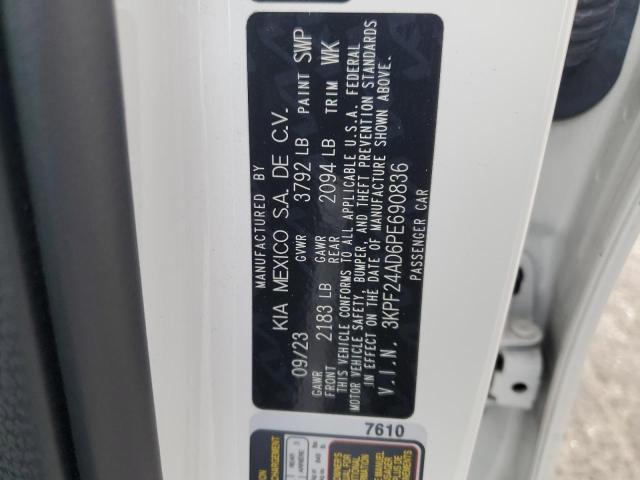 MANUFACTURED BY
KIA MEXICO S.A. DE C.V.
09/23 GVWR 3792 LB PAINT SWP
GAWR FRONT 2183 LB GAWR REAR 2094 LB TRIM WK
THIS VEHICLE CONFORMS TO ALL APPLICABLE U.S.A. FEDERAL
MOTOR VEHICLE SAFETY, BUMPER, AND THEFT PREVENTION STANDARDS
IN EFFECT ON THE DATE OF MANUFACTURE SHOWN ABOVE.
V.I.N. 3KPF24AD6PE690836
PASSENGER CAR
7610